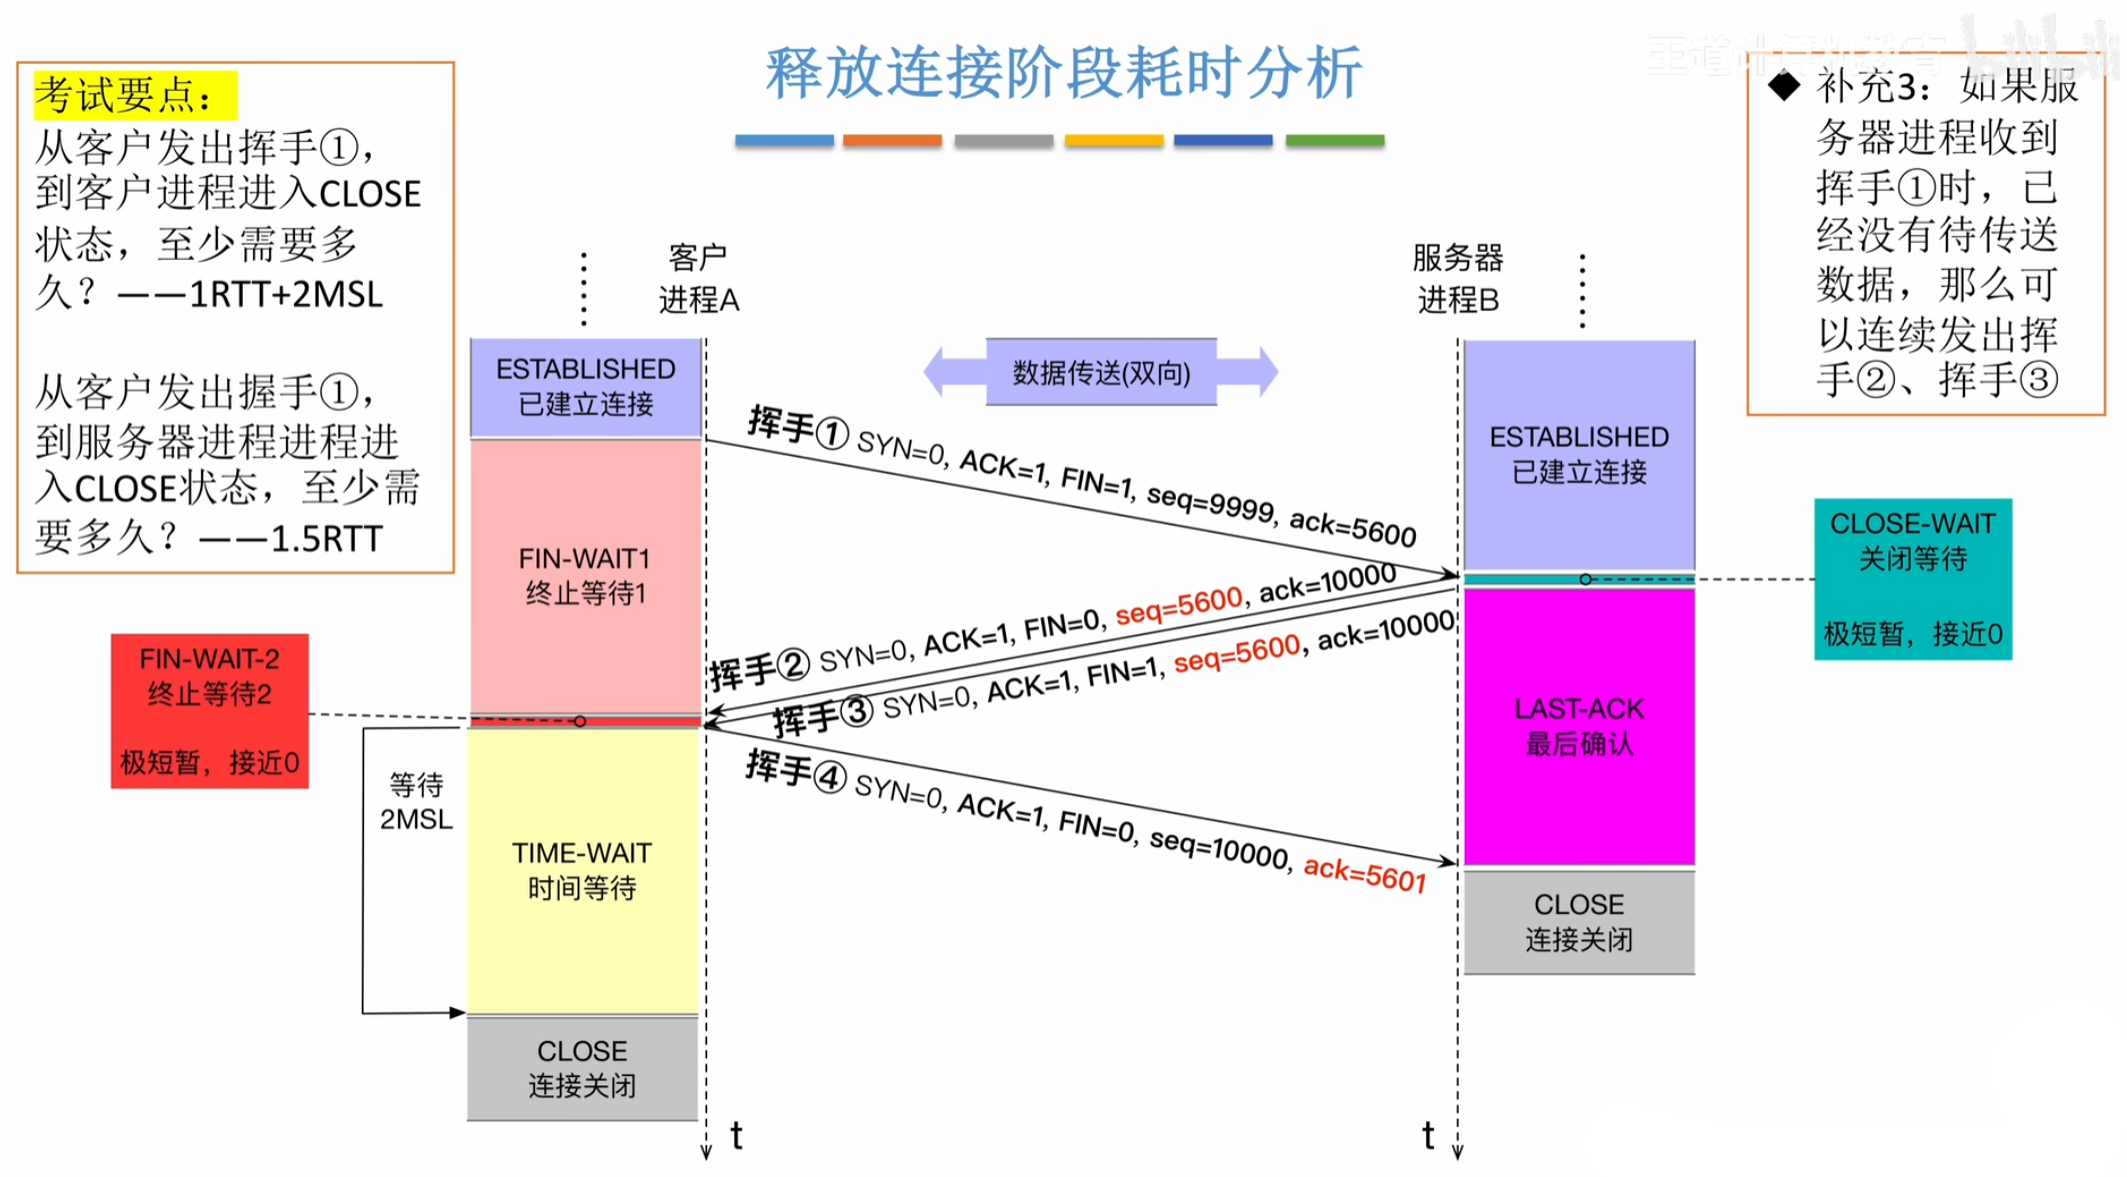 释放连接阶段耗时分析
王道计算机教育
bilibili
考试要点：
从客户发出挥手①，
到客户进程进入CLOSE
状态，至少需要多
久？——1RTT+2MSL
从客户发出握手①，
到服务器进程进程进
入CLOSE状态，至少需
要多久？——1.5RTT
◆ 补充3：如果服
务器进程收到
挥手①时，已
经没有待传送
数据，那么可
以连续发出挥
手②、挥手③
客户
进程A
服务器
进程B
ESTABLISHED
已建立连接
数据传送(双向)
ESTABLISHED
已建立连接
挥手① SYN=0, ACK=1, FIN=1, seq=9999, ack=5600
CLOSE-WAIT
关闭等待
极短暂，接近0
FIN-WAIT1
终止等待1
挥手② SYN=0, ACK=1, FIN=0, seq=5600, ack=10000
挥手③ SYN=0, ACK=1, FIN=1, seq=5600, ack=10000
FIN-WAIT-2
终止等待2
极短暂，接近0
LAST-ACK
最后确认
挥手④ SYN=0, ACK=1, FIN=0, seq=10000, ack=5601
等待
2MSL
TIME-WAIT
时间等待
CLOSE
连接关闭
CLOSE
连接关闭
t
t